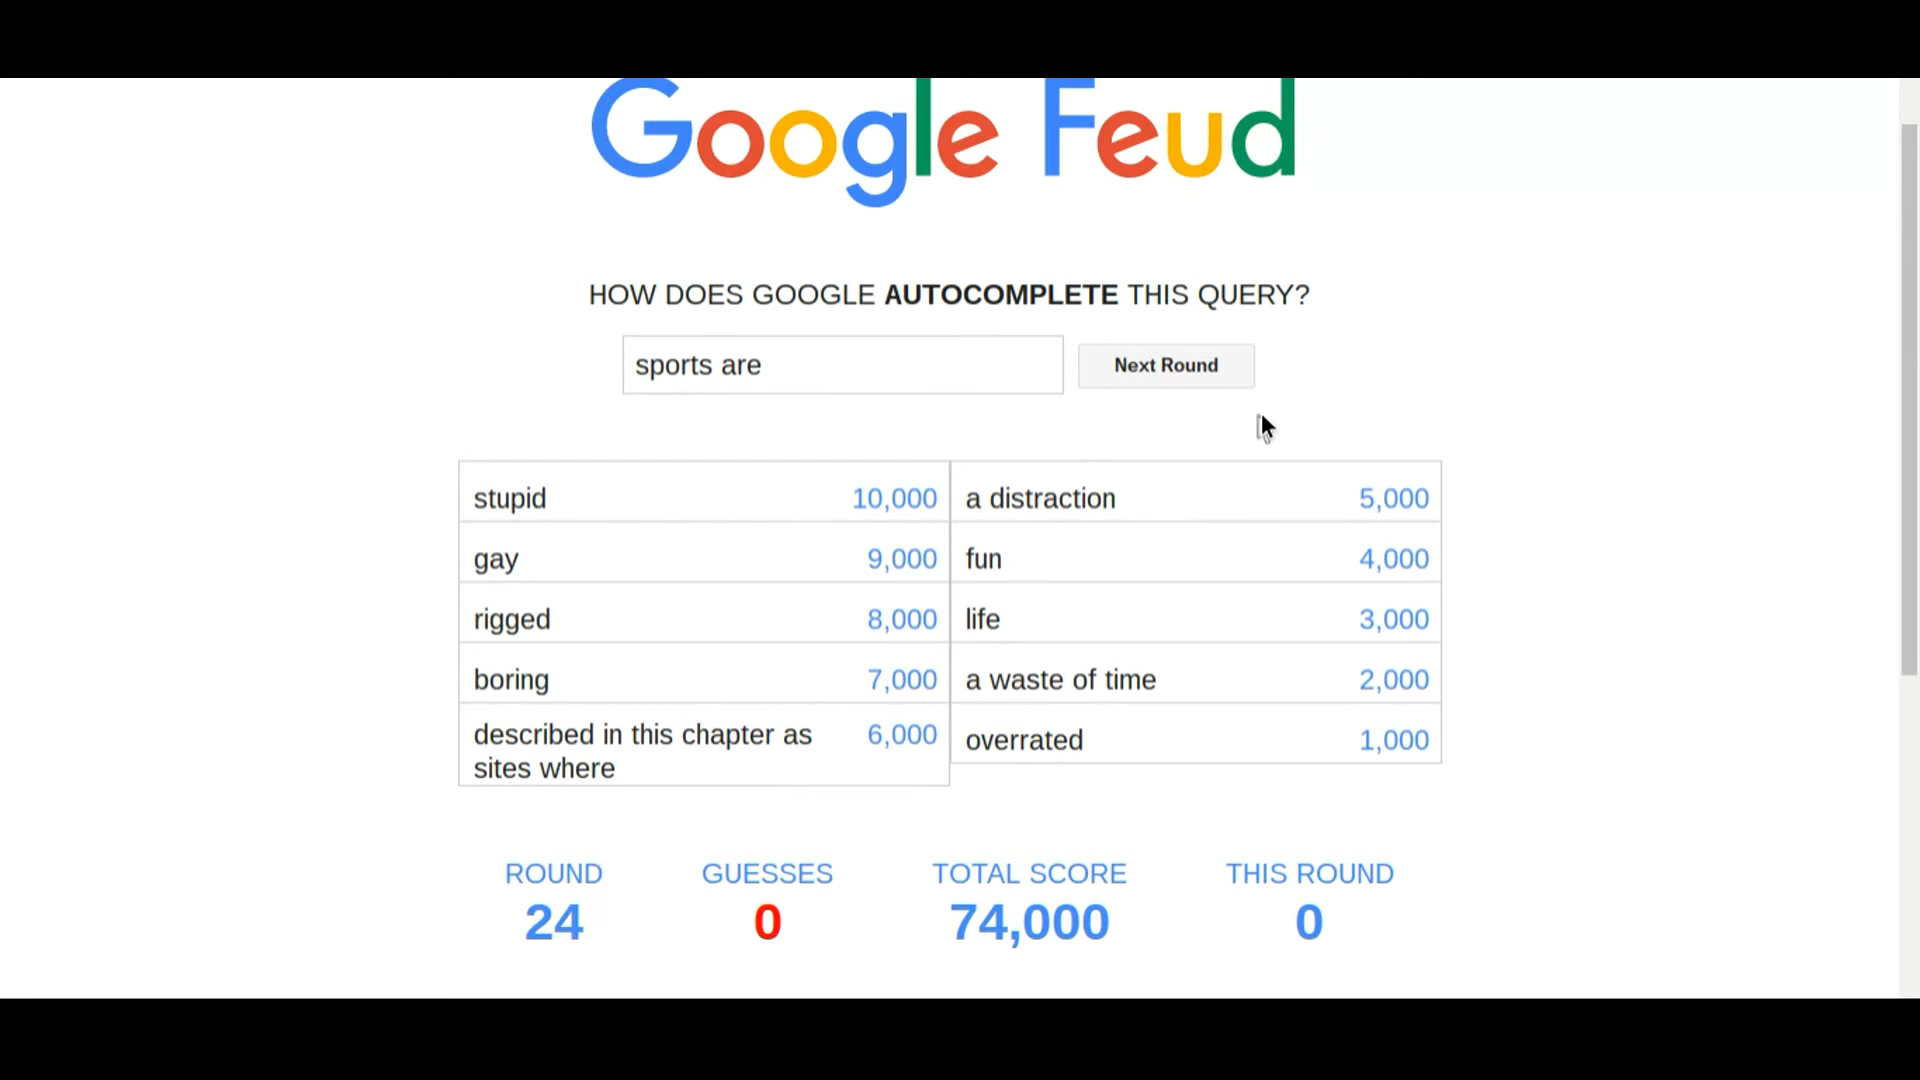 Google Feud
HOW DOES GOOGLE AUTOCOMPLETE THIS QUERY?
sports are
Next Round
stupid 10,000
gay 9,000
rigged 8,000
boring 7,000
described in this chapter as 6,000
sites where
a distraction 5,000
fun 4,000
life 3,000
a waste of time 2,000
overrated 1,000
ROUND GUESSES TOTAL SCORE THIS ROUND
24 0 74,000 0